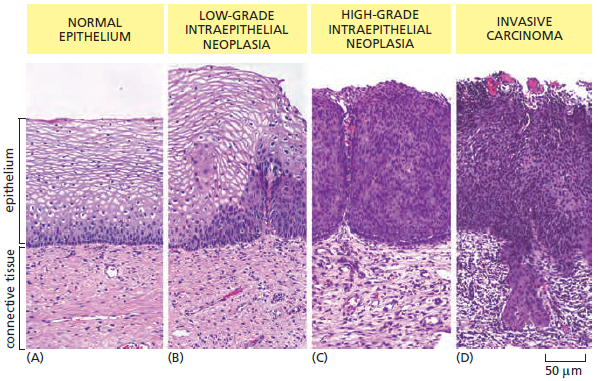 NORMAL
EPITHELIUM
LOW-GRADE
INTRAEPITHELIAL
NEOPLASIA
HIGH-GRADE
INTRAEPITHELIAL
NEOPLASIA
INVASIVE
CARCINOMA
epithelium
connective tissue
(A)
(B)
(C)
(D)
50 µm